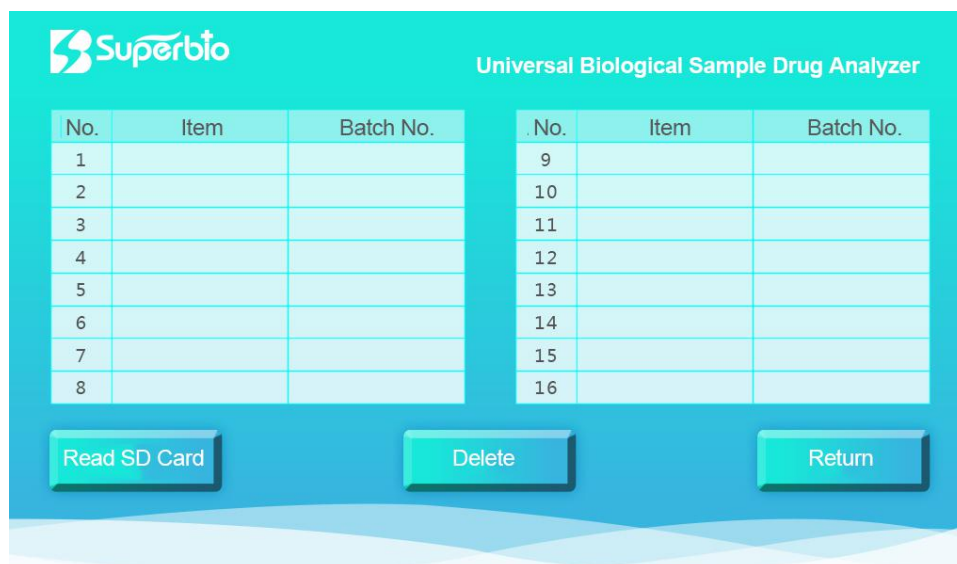 Superbio
Universal Biological Sample Drug Analyzer
No. Item Batch No.
1
2
3
4
5
6
7
8
. No. Item Batch No.
9
10
11
12
13
14
15
16
Read SD Card
Delete
Return